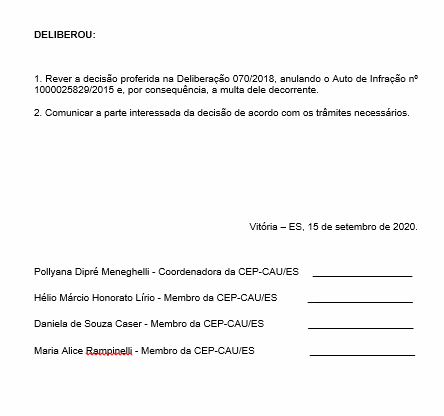 DELIBEROU:
1. Rever a decisão proferida na Deliberação 070/2018, anulando o Auto de Infração nº
1000025829/2015 e, por consequência, a multa dele decorrente.
2. Comunicar a parte interessada da decisão de acordo com os trâmites necessários.
Vitória – ES, 15 de setembro de 2020.
Pollyana Dipré Meneghelli - Coordenadora da CEP-CAU/ES
Hélio Márcio Honorato Lírio - Membro da CEP-CAU/ES
Daniela de Souza Caser - Membro da CEP-CAU/ES
Maria Alice Rampinelli - Membro da CEP-CAU/ES